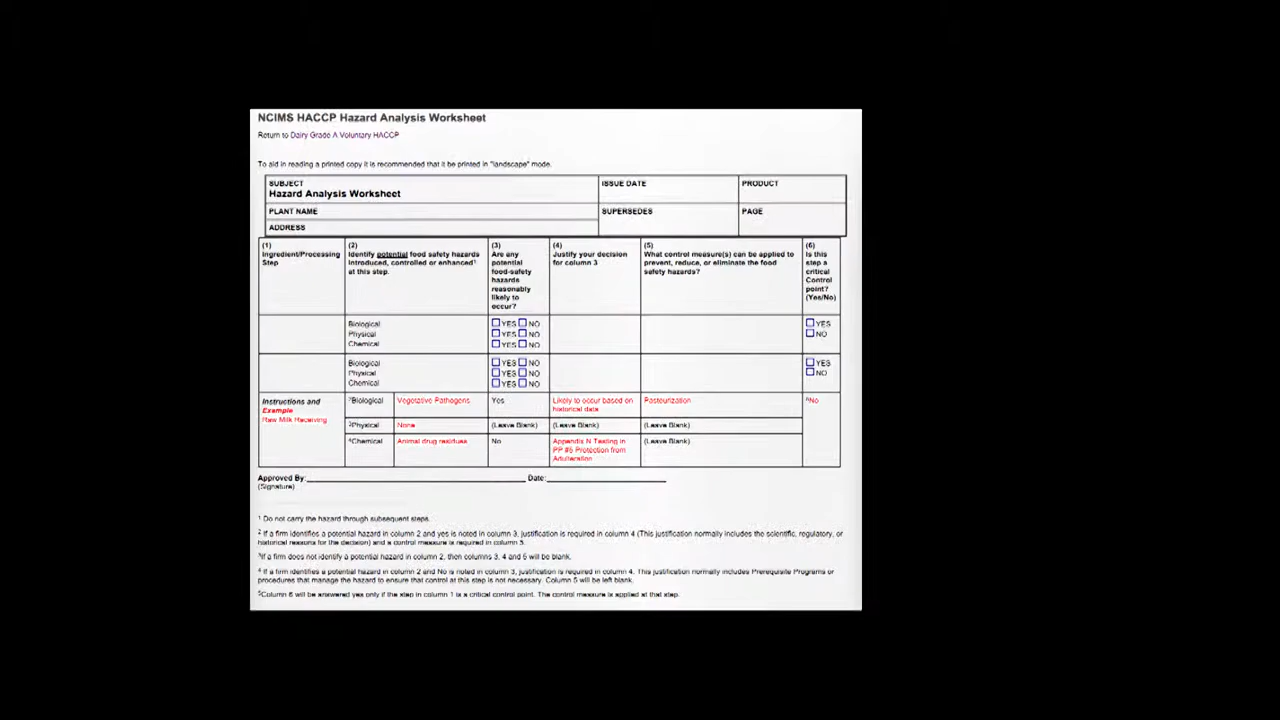 NCIMS HACCP Hazard Analysis Worksheet
Return to Dairy Grade A Voluntary HACCP
To aid in reading a printed copy it is recommended that it be printed in "landscape" mode.
SUBJECT
Hazard Analysis Worksheet
ISSUE DATE
PRODUCT
PLANT NAME
SUPERSEDES
PAGE
ADDRESS
(1)
Ingredient/Processing
Step
(2)
Identify potential food safety hazards
introduced, controlled or enhanced1
at this step.
(3)
Are any
potential
food-safety
hazards
reasonably
likely to
occur?
(4)
Justify your decision
for column 3
(5)
What control measure(s) can be applied to
prevent, reduce, or eliminate the food
safety hazards?
(6)
Is this
step a
critical
Control
point?
(Yes/No)
Biological
Physical
Chemical
YES NO
YES NO
YES NO
YES
NO
Biological
Physical
Chemical
YES NO
YES NO
YES NO
YES
NO
Instructions and
Example
Raw Milk Receiving
2Biological
Vegetative Pathogens
Yes
Likely to occur based on
historical data
Pasteurization
No
3Physical
None
(Leave Blank)
(Leave Blank)
(Leave Blank)
4Chemical
Animal drug residues
No
Appendix N Testing in
PP #5 Protection from
Adulteration
(Leave Blank)
Approved By:
Date:
(Signature)
1 Do not carry the hazard through subsequent steps.
2 If a firm identifies a potential hazard in column 2 and yes is noted in column 3, justification is required in column 4 (This justification normally includes the scientific, regulatory, or
historical reasons for the decision) and a control measure is required in column 5.
3If a firm does not identify a potential hazard in column 2, then columns 3, 4 and 5 will be blank.
4 If a firm identifies a potential hazard in column 2 and No is noted in column 3, justification is required in column 4. This justification normally includes Prerequisite Programs or
procedures that manage the hazard to ensure that control at this step is not necessary. Column 5 will be left blank.
5Column 6 will be answered yes only if the step in column 1 is a critical control point. The control measure is applied at that step.